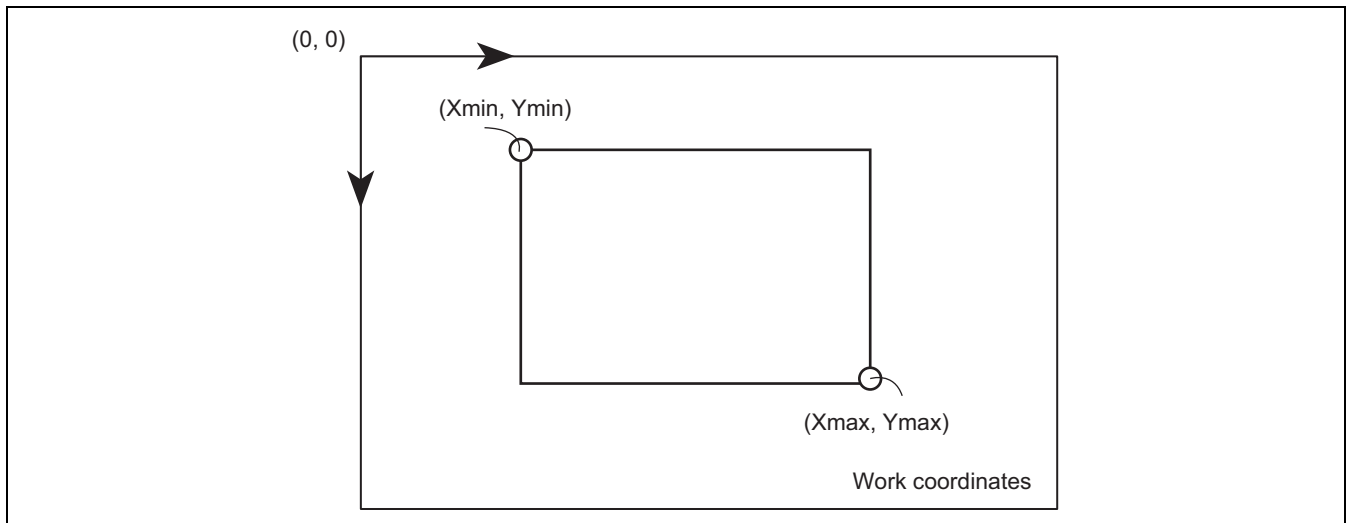 (0, 0)
(Xmin, Ymin)
(Xmax, Ymax)
Work coordinates